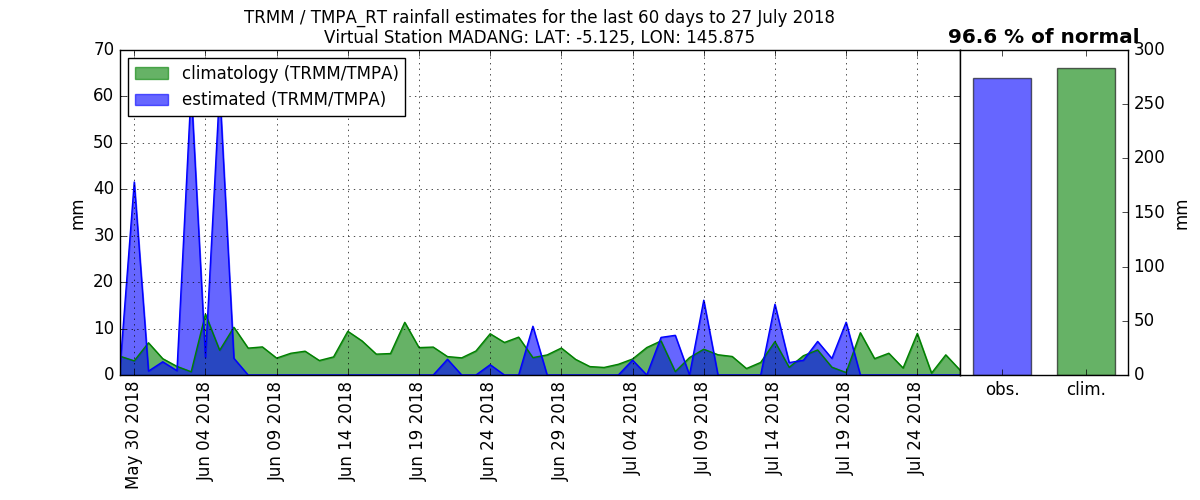 TRMM / TMPA_RT rainfall estimates for the last 60 days to 27 July 2018
Virtual Station MADANG: LAT: -5.125, LON: 145.875
96.6 % of normal
climatology (TRMM/TMPA)
estimated (TRMM/TMPA)
70
60
50
40
30
20
10
0
mm
May 30 2018
Jun 04 2018
Jun 09 2018
Jun 14 2018
Jun 19 2018
Jun 24 2018
Jun 29 2018
Jul 04 2018
Jul 09 2018
Jul 14 2018
Jul 19 2018
Jul 24 2018
obs.
clim.
300
250
200
150
100
50
0
mm